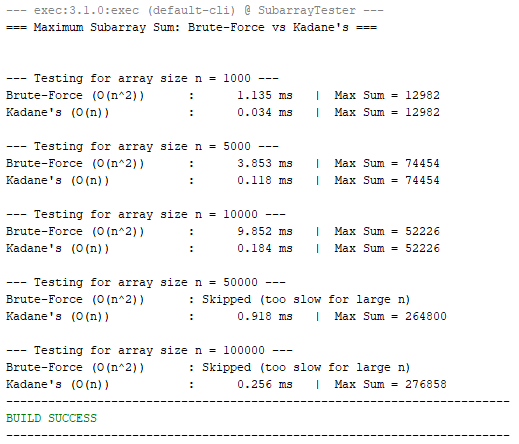 --- exec:3.1.0:exec (default-cli) @ SubarrayTester ---
=== Maximum Subarray Sum: Brute-Force vs Kadane's ===
--- Testing for array size n = 1000 ---
Brute-Force (O(n^2))      :      1.135 ms   |  Max Sum = 12982
Kadane's (O(n))           :      0.034 ms   |  Max Sum = 12982
--- Testing for array size n = 5000 ---
Brute-Force (O(n^2))      :      3.853 ms   |  Max Sum = 74454
Kadane's (O(n))           :      0.118 ms   |  Max Sum = 74454
--- Testing for array size n = 10000 ---
Brute-Force (O(n^2))      :      9.852 ms   |  Max Sum = 52226
Kadane's (O(n))           :      0.184 ms   |  Max Sum = 52226
--- Testing for array size n = 50000 ---
Brute-Force (O(n^2))      : Skipped (too slow for large n)
Kadane's (O(n))           :      0.918 ms   |  Max Sum = 264800
--- Testing for array size n = 100000 ---
Brute-Force (O(n^2))      : Skipped (too slow for large n)
Kadane's (O(n))           :      0.256 ms   |  Max Sum = 276858
------------------------------------------------------------------------
BUILD SUCCESS
------------------------------------------------------------------------